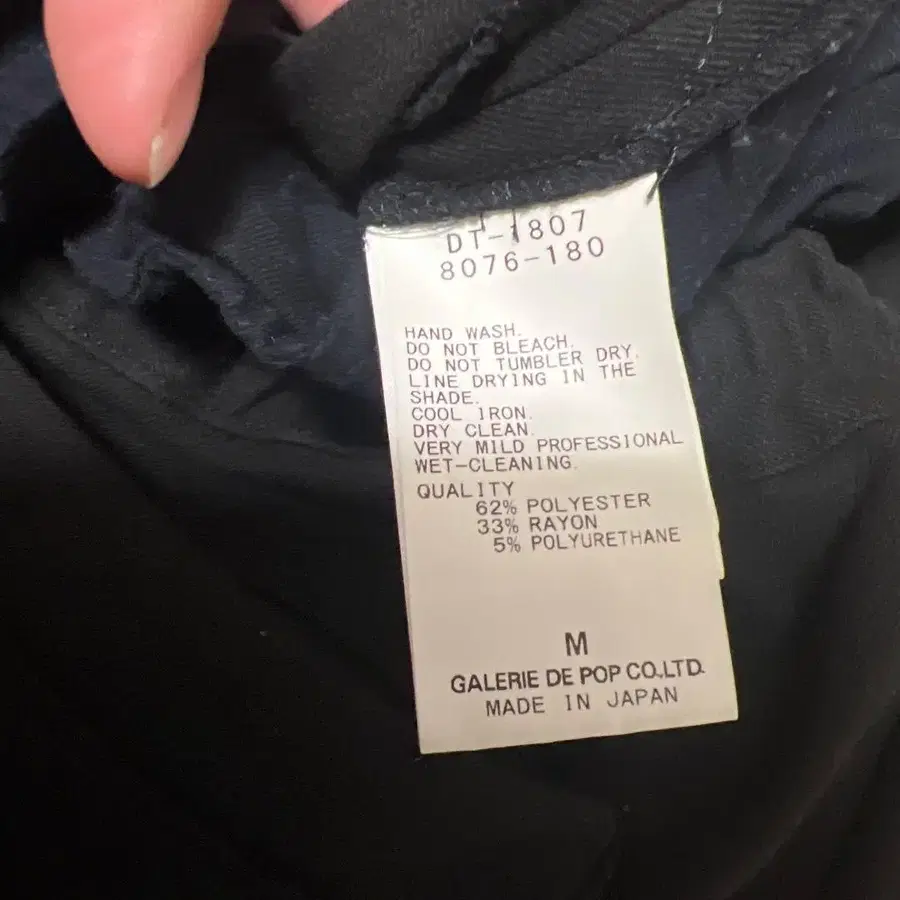 DT-1807
8076-180
HAND WASH.
DO NOT BLEACH.
DO NOT TUMBLER DRY.
LINE DRYING IN THE
SHADE.
COOL IRON.
DRY CLEAN.
VERY MILD PROFESSIONAL
WET-CLEANING.
QUALITY
62% POLYESTER
33% RAYON
5% POLYURETHANE
M
GALERIE DE POP CO.,LTD.
MADE IN JAPAN